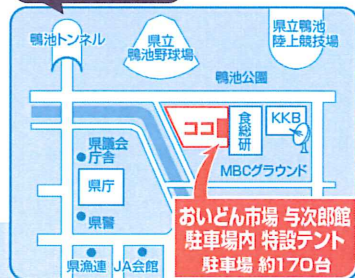 鴨池トンネル
県立
鴨池野球場
県立鴨池
陸上競技場
鴨池公園
ココ
食総研
KKB
県議会
庁舎
MBCグラウンド
県庁
県警
おいどん市場 与次郎館
駐車場内 特設テント
駐車場 約170台
県漁連
JA会館